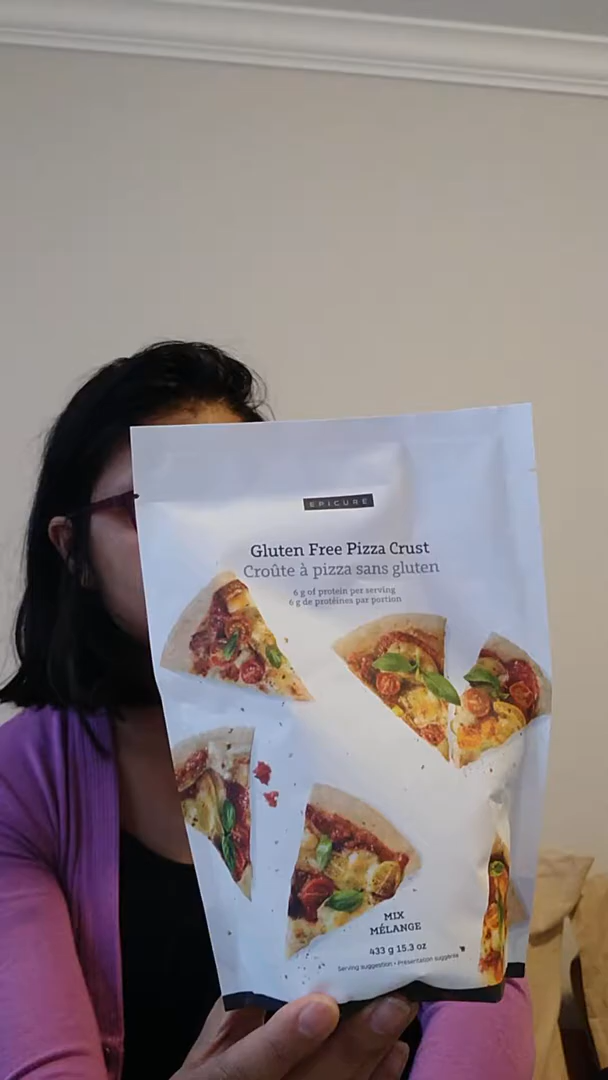 EPICURE
Gluten Free Pizza Crust
Croûte à pizza sans gluten
6 g of protein per serving
6 g de protéines par portion
MIX
MÉLANGE
433 g 15.3 oz
Serving suggestion • Présentation suggérée